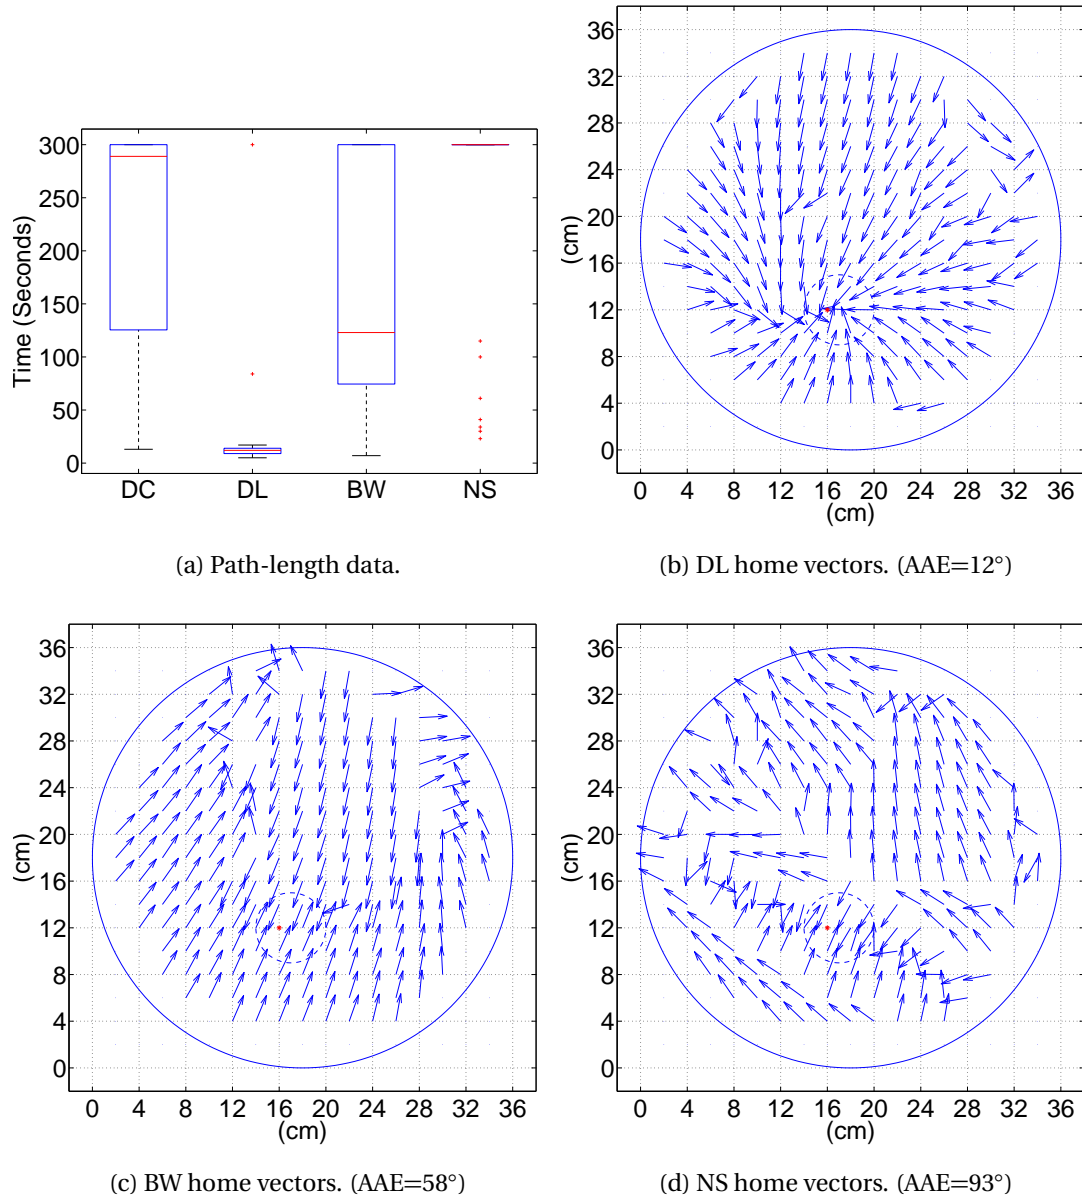 36
32
28
24
20
16
12
8
4
0
(cm)
0 4 8 12 16 20 24 28 32 36
(cm)
300
250
200
150
100
50
0
Time (Seconds)
DC DL BW NS
(a) Path-length data.
(b) DL home vectors. (AAE=12°)
36
32
28
24
20
16
12
8
4
0
(cm)
0 4 8 12 16 20 24 28 32 36
(cm)
36
32
28
24
20
16
12
8
4
0
(cm)
0 4 8 12 16 20 24 28 32 36
(cm)
(c) BW home vectors. (AAE=58°)
(d) NS home vectors. (AAE=93°)